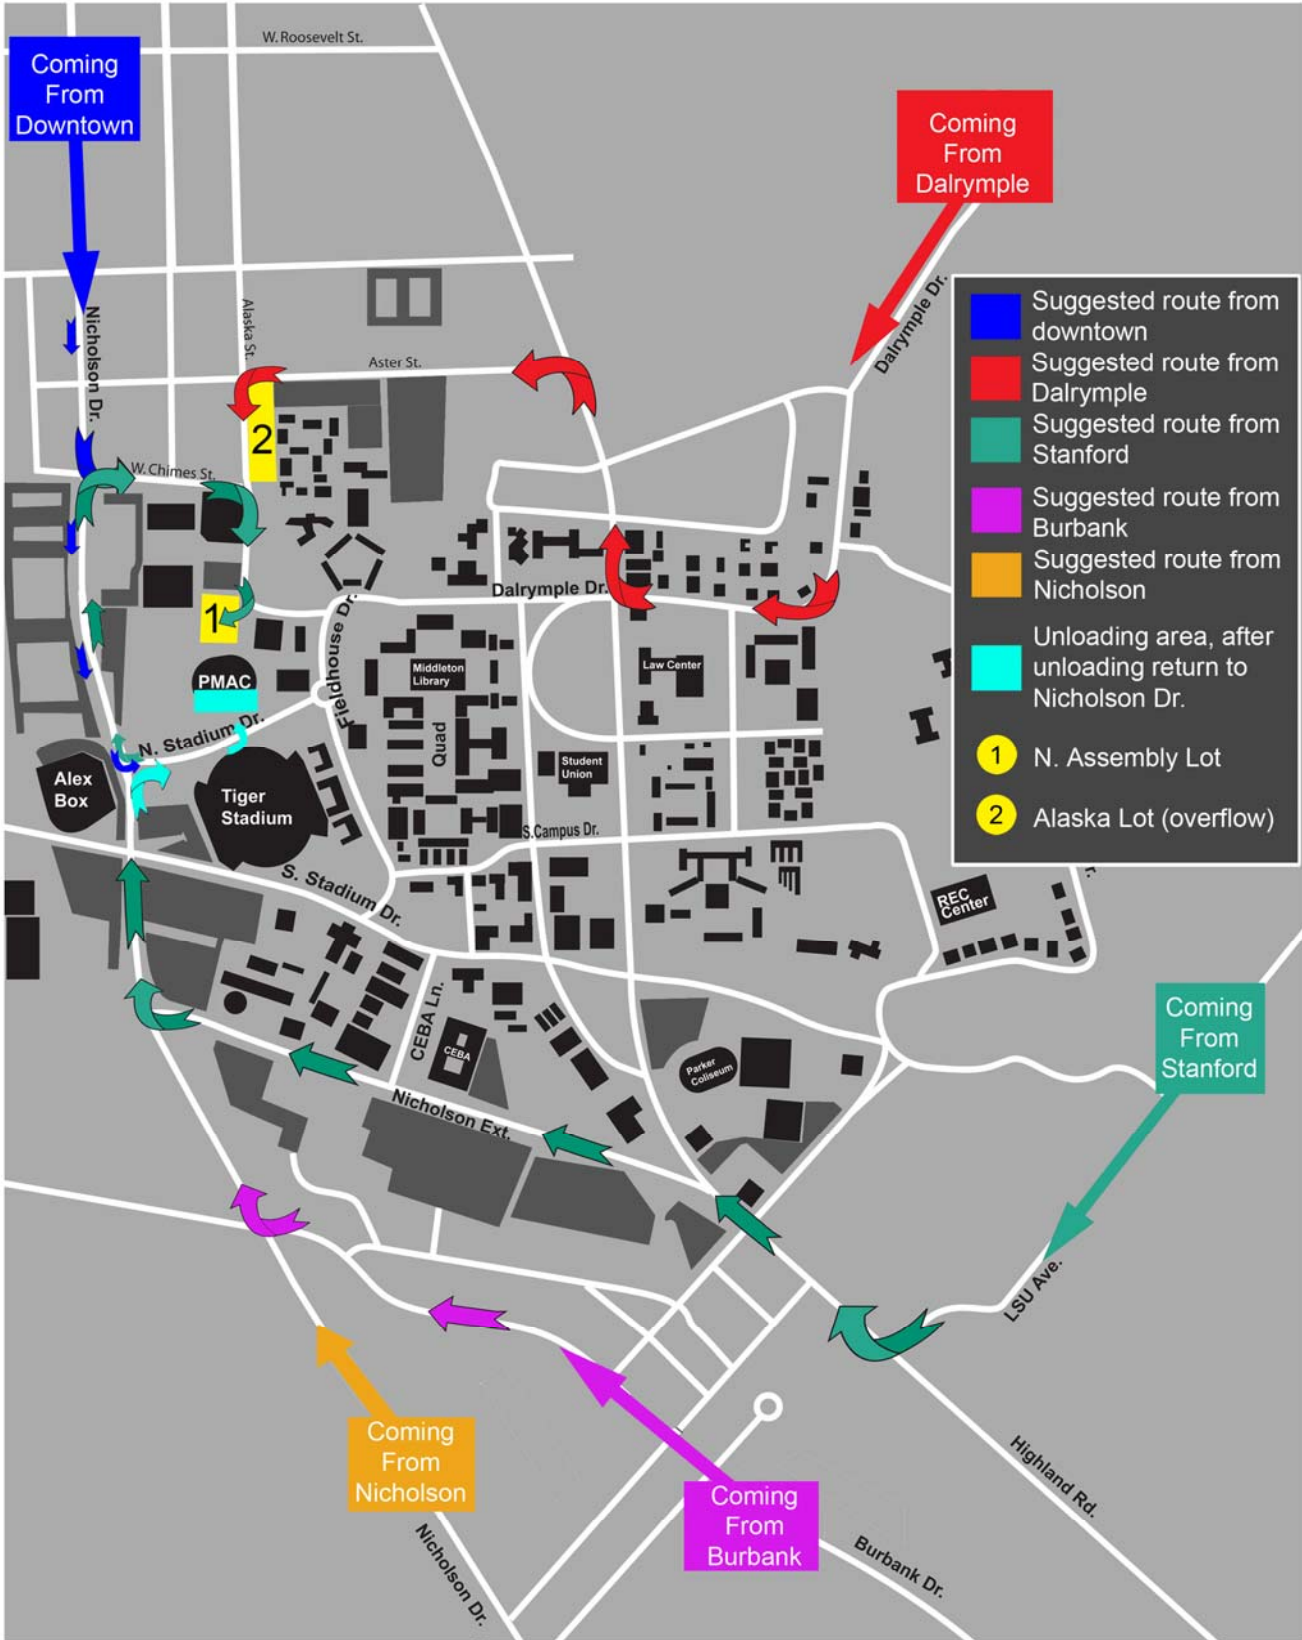 W. Roosevelt St.
Coming
From
Downtown
Coming
From
Dalrymple
Dalrymple Dr.
Nicholson Dr.
Alaska St.
Aster St.
Suggested route from
downtown
Suggested route from
Dalrymple
Suggested route from
Stanford
Suggested route from
Burbank
Suggested route from
Nicholson
Unloading area, after
unloading return to
Nicholson Dr.
1 N. Assembly Lot
2 Alaska Lot (overflow)
2
W. Chimes St.
1
Dalrymple Dr.
Fieldhouse Dr.
Middleton
Library
Law Center
PMAC
N. Stadium Dr.
Quad
Student
Union
Alex
Box
Tiger
Stadium
S.Campus Dr.
S. Stadium Dr.
REC
Center
CEBA Ln.
CEBA
Parker
Coliseum
Coming
From
Stanford
Nicholson Ext.
LSU Ave.
Coming
From
Nicholson
Coming
From
Burbank
Highland Rd.
Nicholson Dr.
Burbank Dr.